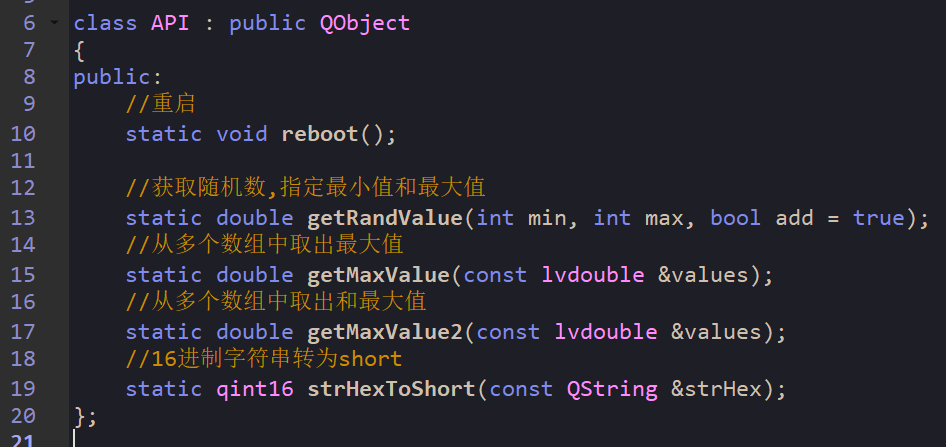 6 class API : public QObject
7 {
8 public:
9 //重启
10 static void reboot();
11
12 //获取随机数,指定最小值和最大值
13 static double getRandValue(int min, int max, bool add = true);
14 //从多个数组中取出最大值
15 static double getMaxValue(const lvdouble &values);
16 //从多个数组中取出和最大值
17 static double getMaxValue2(const lvdouble &values);
18 //16进制字符串转为short
19 static qint16 strHexToShort(const QString &strHex);
20 };
21